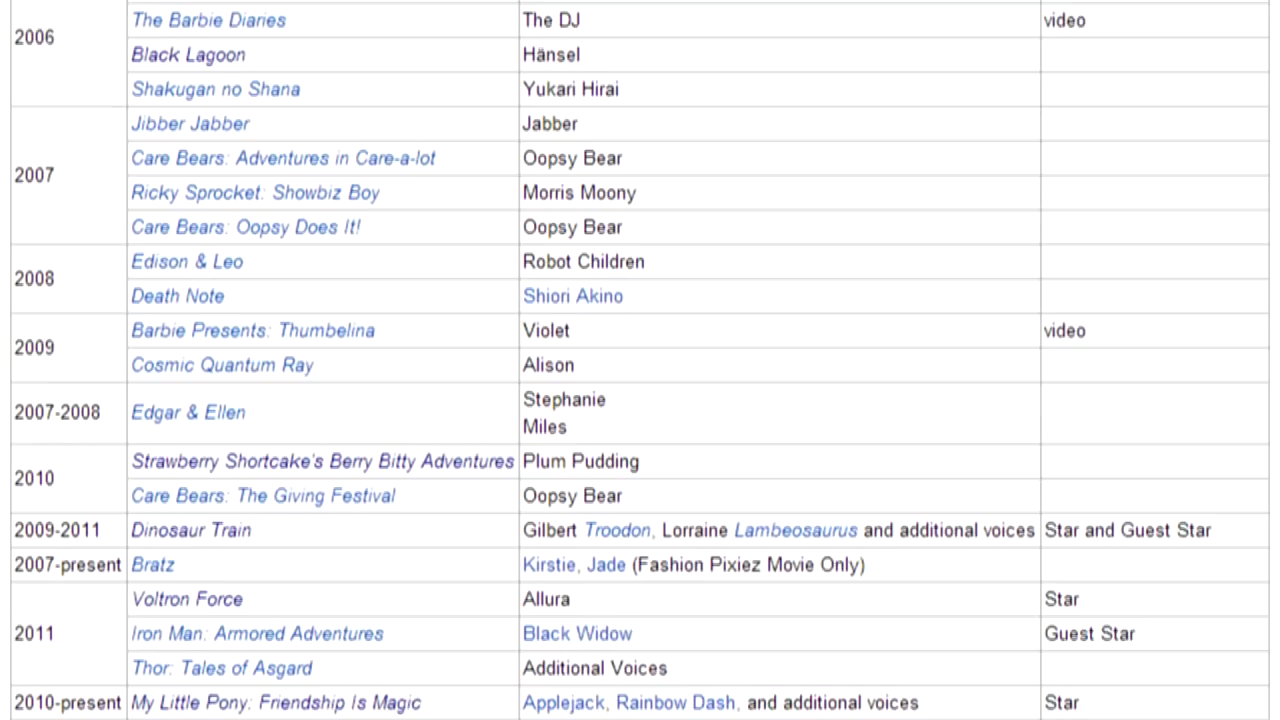 2006
The Barbie Diaries The DJ video
Black Lagoon Hänsel
Shakugan no Shana Yukari Hirai
2007
Jibber Jabber Jabber
Care Bears: Adventures in Care-a-lot Oopsy Bear
Ricky Sprocket: Showbiz Boy Morris Moony
Care Bears: Oopsy Does It! Oopsy Bear
2008
Edison & Leo Robot Children
Death Note Shiori Akino
2009
Barbie Presents: Thumbelina Violet video
Cosmic Quantum Ray Alison
2007-2008 Edgar & Ellen Stephanie
Miles
2010
Strawberry Shortcake's Berry Bitty Adventures Plum Pudding
Care Bears: The Giving Festival Oopsy Bear
2009-2011 Dinosaur Train Gilbert Troodon, Lorraine Lambeosaurus and additional voices Star and Guest Star
2007-present Bratz Kirstie, Jade (Fashion Pixiez Movie Only)
2011
Voltron Force Allura Star
Iron Man: Armored Adventures Black Widow Guest Star
Thor: Tales of Asgard Additional Voices
2010-present My Little Pony: Friendship Is Magic Applejack, Rainbow Dash, and additional voices Star